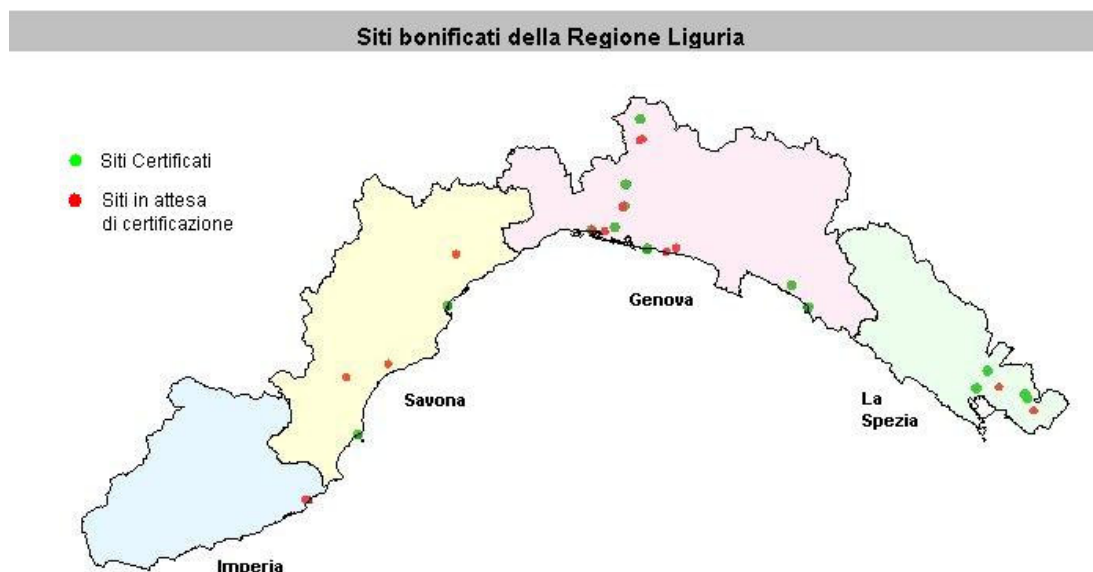 Siti bonificati della Regione Liguria
Siti Certificati
Siti in attesa
di certificazione
Genova
Savona
La
Spezia
Imperia